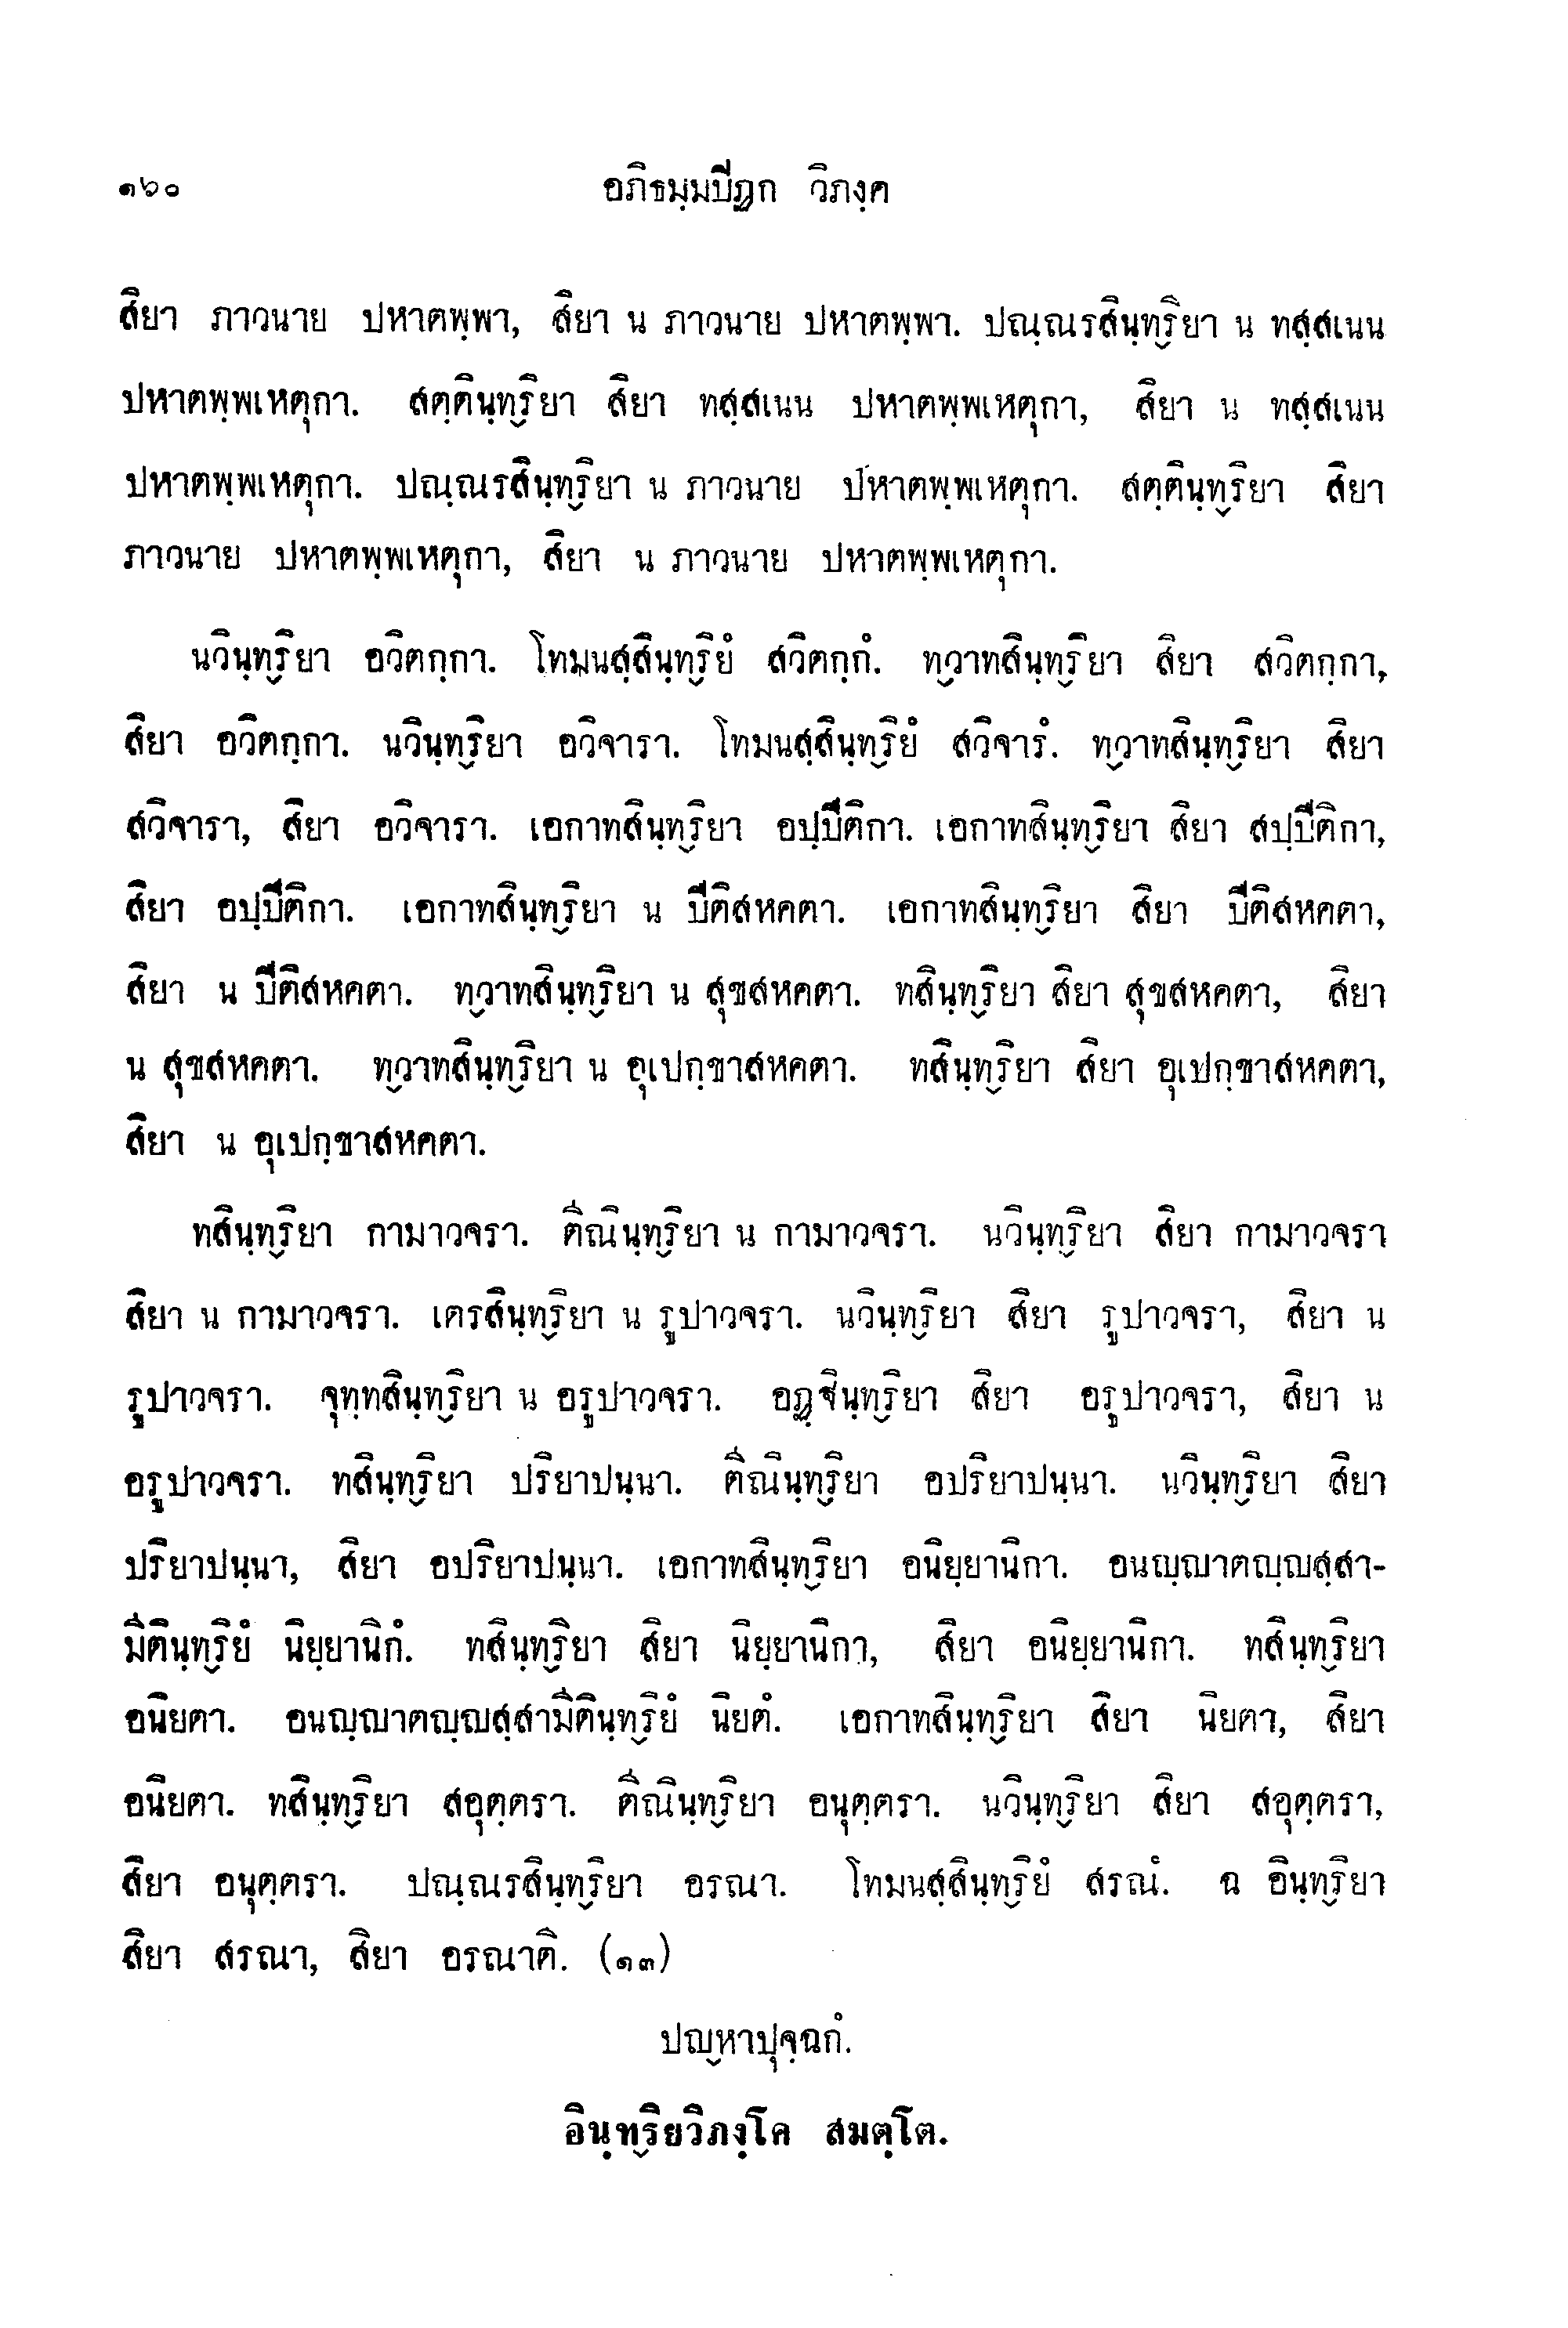 ๑๖๐ อภิธมฺมปิฏก วิภงฺค
สิยา ภาวนาย ปหาตพฺพา, สิยา น ภาวนาย ปหาตพฺพา. ปณฺณรสินฺทฺริยา น ทสฺสเนน
ปหาตพฺพเหตุกา. สตฺตินฺทฺริยา สิยา ทสฺสเนน ปหาตพฺพเหตุกา, สิยา น ทสฺสเนน
ปหาตพฺพเหตุกา. ปณฺณรสินฺทฺริยา น ภาวนาย ปหาตพฺพเหตุกา. สตฺตินฺทฺริยา สิยา
ภาวนาย ปหาตพฺพเหตุกา, สิยา น ภาวนาย ปหาตพฺพเหตุกา.
นวินฺทฺริยา อวิตกฺกา. โทมนสฺสินฺทฺริยํ สวิตกฺกํ. ทฺวาทสินฺทฺริยา สิยา สวิตกฺกา,
สิยา อวิตกฺกา. นวินฺทฺริยา อวิจารา. โทมนสฺสินฺทฺริยํ สวิจารํ. ทฺวาทสินฺทฺริยา สิยา
สวิจารา, สิยา อวิจารา. เอกาทสินฺทฺริยา อปฺปีติกา. เอกาทสินฺทฺริยา สิยา สปฺปีติกา,
สิยา อปฺปีติกา. เอกาทสินฺทฺริยา น ปีติสหคตา. เอกาทสินฺทฺริยา สิยา ปีติสหคตา,
สิยา น ปีติสหคตา. ทฺวาทสินฺทฺริยา น สุขสหคตา. ทสินฺทฺริยา สิยา สุขสหคตา, สิยา
น สุขสหคตา. ทฺวาทสินฺทฺริยา น อุเปกฺขาสหคตา. ทสินฺทฺริยา สิยา อุเปกฺขาสหคตา,
สิยา น อุเปกฺขาสหคตา.
ทสินฺทฺริยา กามาวจรา. ตีณินฺทฺริยา น กามาวจรา. นวินฺทฺริยา สิยา กามาวจรา
สิยา น กามาวจรา. เตรสินฺทฺริยา น รูปาวจรา. นวินฺทฺริยา สิยา รูปาวจรา, สิยา น
รูปาวจรา. จุทฺทสินฺทฺริยา น อรูปาวจรา. อฏฺฐินฺทฺริยา สิยา อรูปาวจรา, สิยา น
อรูปาวจรา. ทสินฺทฺริยา ปริยาปนฺนา. ตีณินฺทฺริยา อปริยาปนฺนา. นวินฺทฺริยา สิยา
ปริยาปนฺนา, สิยา อปริยาปนฺนา. เอกาทสินฺทฺริยา อนิยฺยานิกา. อนญฺญาตญฺญสฺสา-
มีตินฺทฺริยํ นิยฺยานิกํ. ทสินฺทฺริยา สิยา นิยฺยานิกา, สิยา อนิยฺยานิกา. ทสินฺทฺริยา
อนิยตา. อนญฺญาตญฺญสฺสามีตินฺทฺริยํ นิยตํ. เอกาทสินฺทฺริยา สิยา นิยตา, สิยา
อนิยตา. ทสินฺทฺริยา สอุตฺตรา. ตีณินฺทฺริยา อนุตฺตรา. นวินฺทฺริยา สิยา สอุตฺตรา,
สิยา อนุตฺตรา. ปณฺณรสินฺทฺริยา อรณา. โทมนสฺสินฺทฺริยํ สรณํ. ฉ อินฺทฺริยา
สิยา สรณา, สิยา อรณาติ. (๑๓)
ปญฺหาปุจฺฉกํ.
อินฺทฺริยวิภงฺโค สมตฺโต.